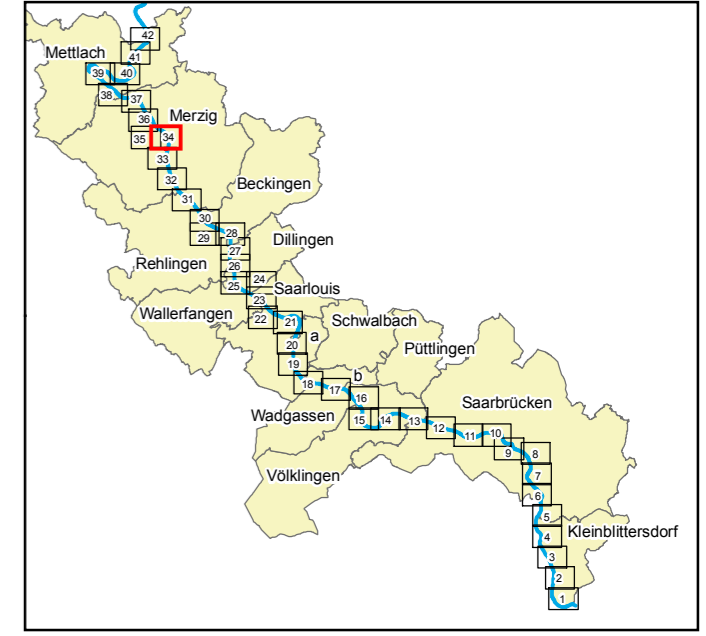 42
Mettlach
41
39
40
38
37
Merzig
36
35
34
33
32
Beckingen
31
30
28
29
Dillingen
27
Rehlingen
26
24
25
Saarlouis
23
Wallerfangen
22
21
Schwalbach
a
20
Püttlingen
19
b
18
17
16
Saarbrücken
Wadgassen
15
14
13
12
11
10
9
8
Völklingen
7
6
5
Kleinblittersdorf
4
3
2
1